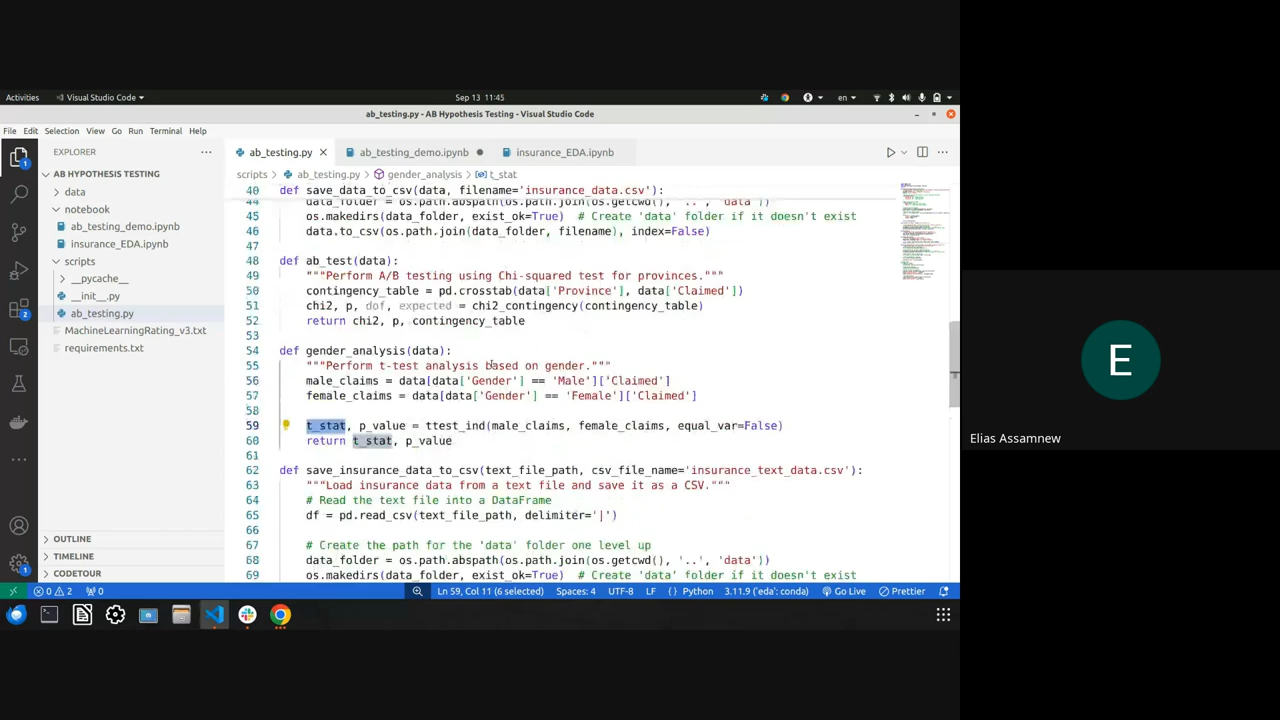 Activities
Visual Studio Code
Sep 13 11:45
en
ab_testing.py - AB Hypothesis Testing - Visual Studio Code
File Edit Selection View Go Run Terminal Help
EXPLORER
ab_testing.py
ab_testing_demo.ipynb
insurance_EDA.ipynb
AB HYPOTHESIS TESTING
data
notebook
ab_testing_demo.ipynb
insurance_EDA.ipynb
scripts
__pycache__
__init__.py
ab_testing.py
MachineLearningRating_v3.txt
requirements.txt
OUTLINE
TIMELINE
CODETOUR
scripts > ab_testing.py > gender_analysis > t_stat
40 def save_data_to_csv(data, filename='insurance_data.csv'):
45 os.makedirs(data_folder, exist_ok=True)  # Create 'data' folder if it doesn't exist
46 data.to_csv(os.path.join(data_folder, filename), index=False)
47
48 def ab_test(data):
49 """Perform A/B testing using Chi-squared test for provinces."""
50 contingency_table = pd.crosstab(data['Province'], data['Claimed'])
51 chi2, p, dof, expected = chi2_contingency(contingency_table)
52 return chi2, p, contingency_table
53
54 def gender_analysis(data):
55 """Perform t-test analysis based on gender."""
56 male_claims = data[data['Gender'] == 'Male']['Claimed']
57 female_claims = data[data['Gender'] == 'Female']['Claimed']
58
59 t_stat, p_value = ttest_ind(male_claims, female_claims, equal_var=False)
60 return t_stat, p_value
61
62 def save_insurance_data_to_csv(text_file_path, csv_file_name='insurance_text_data.csv'):
63 """Load insurance data from a text file and save it as a CSV."""
64 # Read the text file into a DataFrame
65 df = pd.read_csv(text_file_path, delimiter='|')
66
67 # Create the path for the 'data' folder one level up
68 data_folder = os.path.abspath(os.path.join(os.getcwd(), '..', 'data'))
69 os.makedirs(data_folder, exist_ok=True)  # Create 'data' folder if it doesn't exist
0 2 0
Ln 59, Col 11 (6 selected) Spaces: 4 UTF-8 LF { } Python 3.11.9 ('eda': conda) Go Live Prettier
E
Elias Assamnew